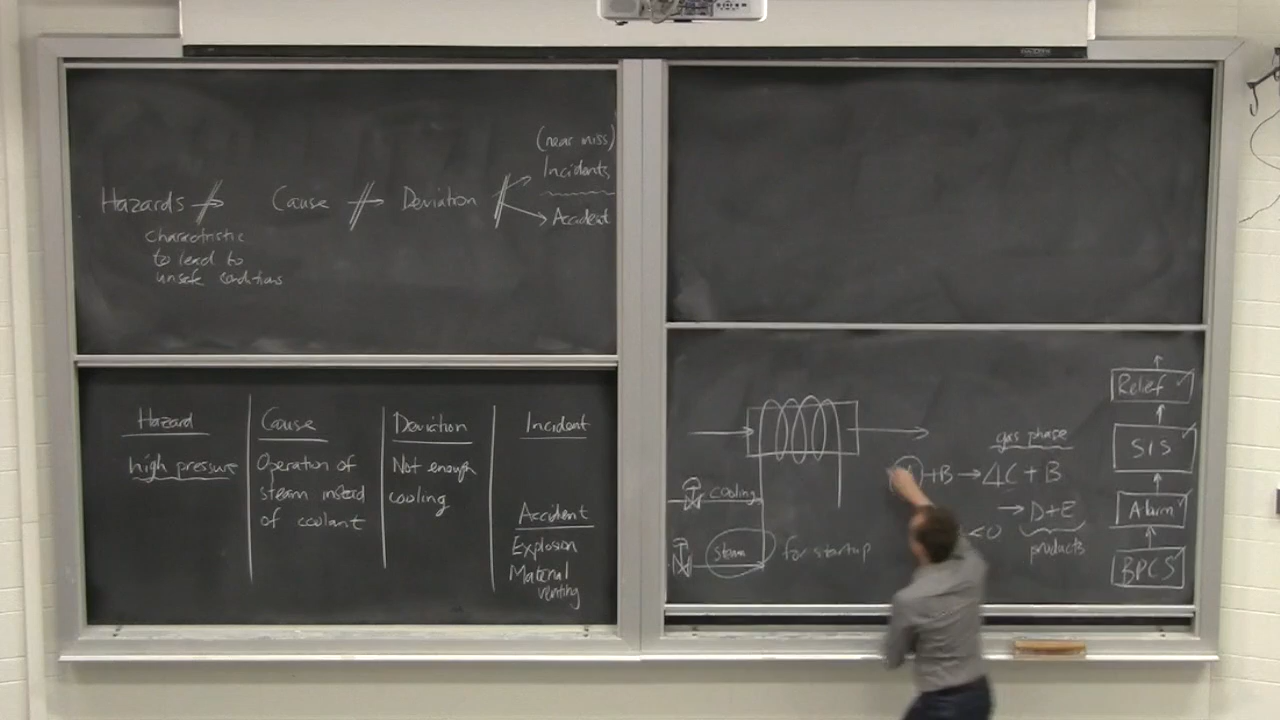 (near miss)
Incidents
Hazards Cause Deviation
Accident
Charactristic
to lead to
unsafe conditions
Hazard
high pressure
Cause
Operation of
steam instead
of coolant
Deviation
Not enough
cooling
Incident
Accident
Explosion
Material
venting
cooling
steam for startup
gas phase
+B → 4C + B
→ D+E
<0
products
Relief
SIS
Alarm
BPCS